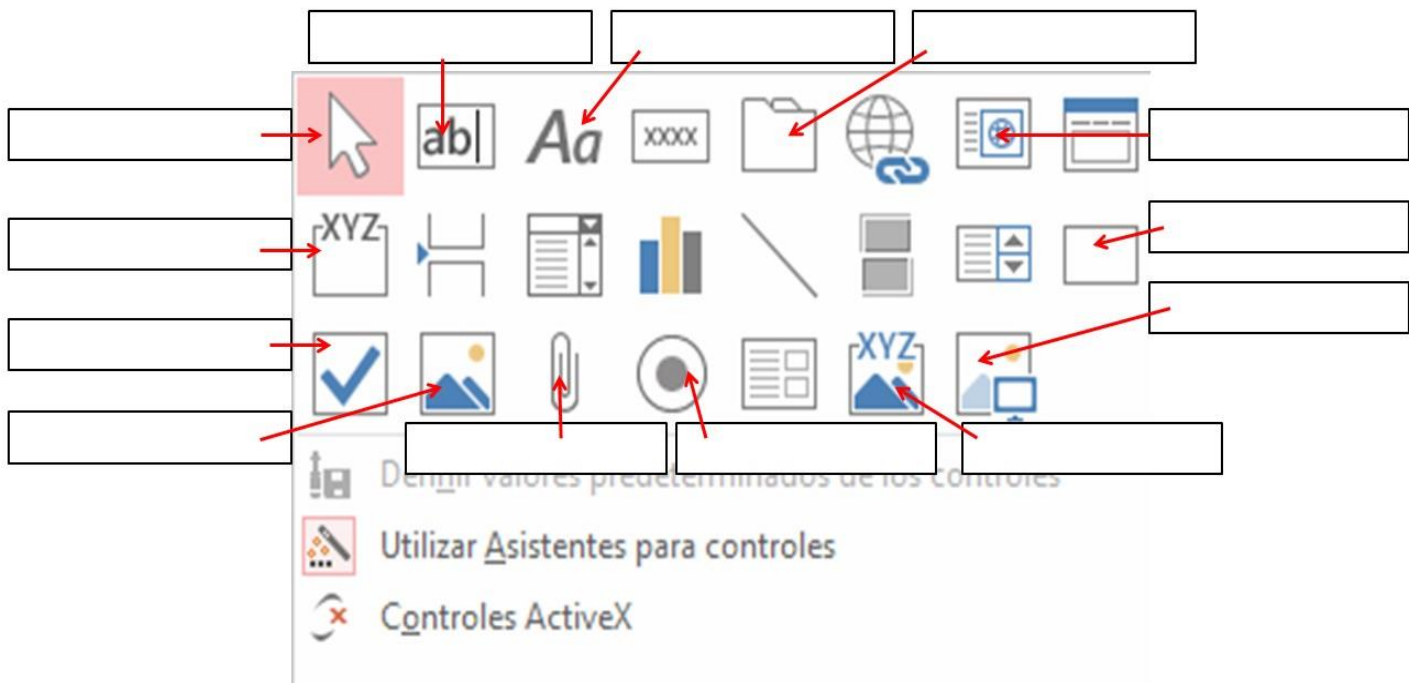 ab
Aa
XXXX
XYZ
XYZ
Definir valores predeterminados de los controles
Utilizar Asistentes para controles
Controles ActiveX